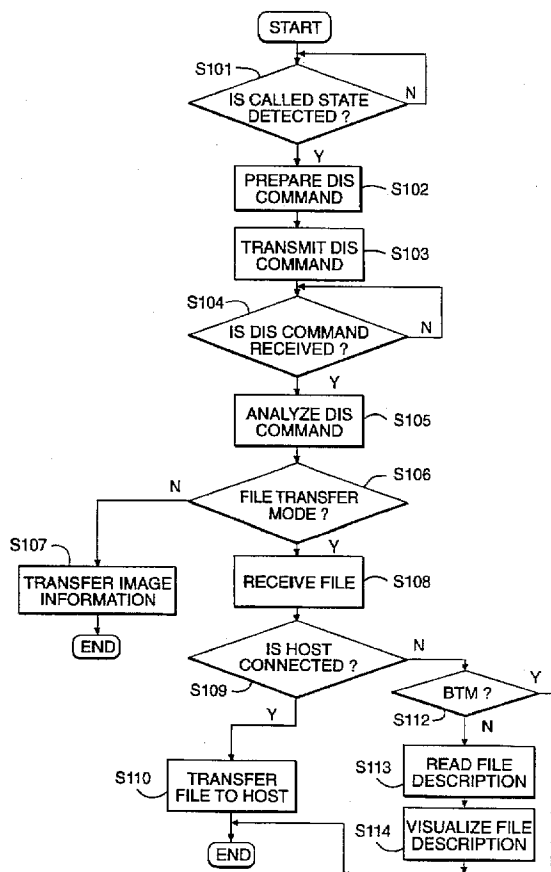 START
S101
IS CALLED STATE
DETECTED ?
N
Y
PREPARE DIS
COMMAND
S102
TRANSMIT DIS
COMMAND
S103
S104
IS DIS COMMAND
RECEIVED ?
N
Y
ANALYZE DIS
COMMAND
S105
S106
N
FILE TRANSFER
MODE ?
Y
S107
TRANSFER IMAGE
INFORMATION
END
RECEIVE FILE
S108
IS HOST
CONNECTED ?
N
S109
Y
BTM ?
Y
S112
N
S110
TRANSFER
FILE TO HOST
END
S113
READ FILE
DESCRIPTION
S114
VISUALIZE FILE
DESCRIPTION